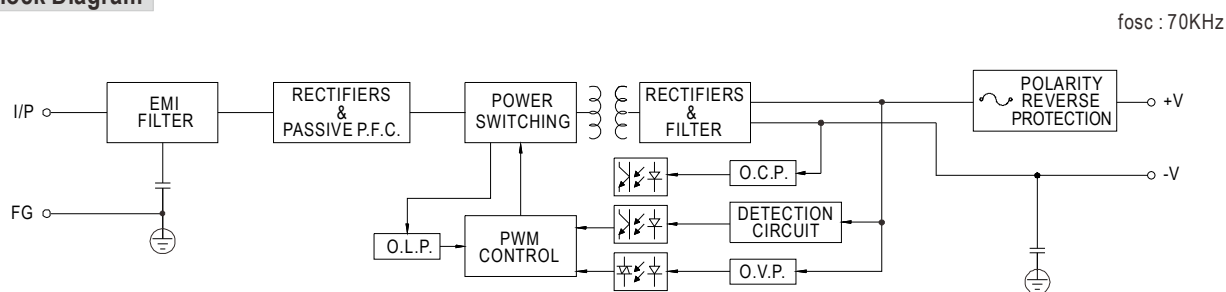 Block Diagram
fosc : 70KHz
I/P
EMI
FILTER
RECTIFIERS
&
PASSIVE P.F.C.
POWER
SWITCHING
RECTIFIERS
&
FILTER
POLARITY
REVERSE
PROTECTION
+V
-V
O.C.P.
FG
O.L.P.
PWM
CONTROL
DETECTION
CIRCUIT
O.V.P.